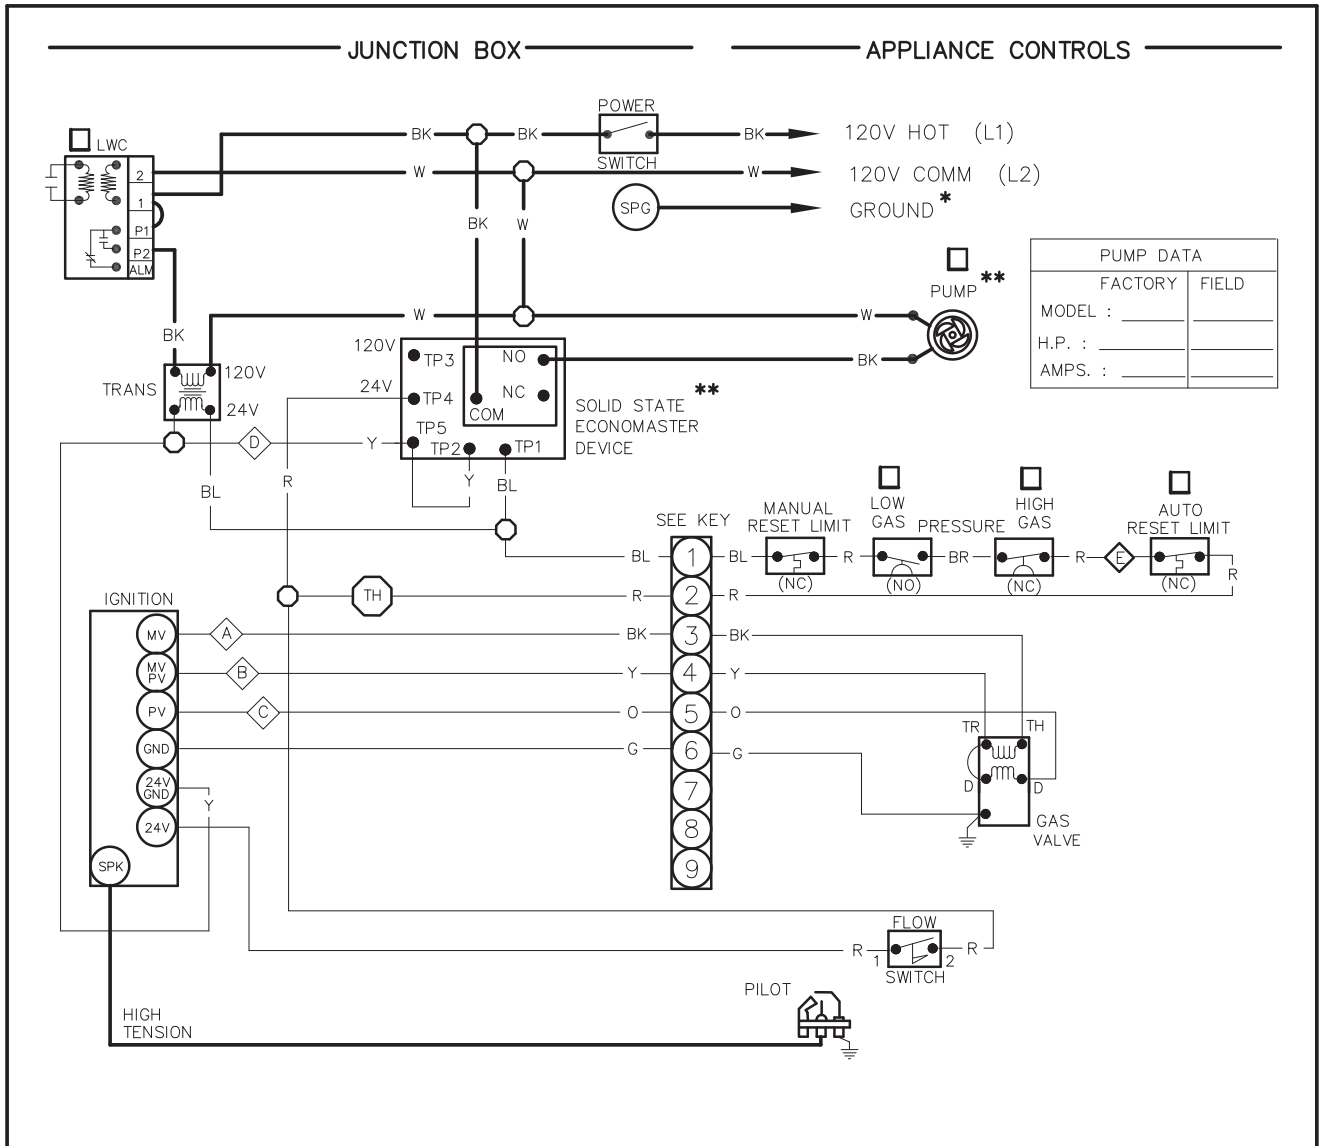 JUNCTION BOX
APPLIANCE CONTROLS
POWER
BK
BK
BK
120V HOT (L1)
LWC
SWITCH
2
W
W
120V COMM (L2)
1
SPG
GROUND *
P1
BK
W
P2
ALM
PUMP DATA
FACTORY
FIELD
PUMP **
MODEL :
H.P. :
AMPS. :
BK
W
W
120V
TP3
NO
BK
TRANS
120V
24V
24V
TP4
NC
COM
**
SOLID STATE
ECONOMASTER
DEVICE
TP5
D
Y
TP2
TP1
R
BL
Y
BL
SEE KEY
MANUAL
RESET LIMIT
LOW
GAS
PRESSURE
HIGH
GAS
AUTO
RESET LIMIT
BL
1
BL
R
BR
R
E
R
(NC)
(NO)
(NC)
(NC)
IGNITION
TH
R
2
R
MV
A
BK
3
BK
MV
PV
B
Y
4
Y
PV
C
O
5
O
TR
TH
GND
G
6
G
24V
GND
Y
7
D
D
24V
8
GAS
VALVE
SPK
9
FLOW
R
1
2
R
SWITCH
PILOT
HIGH
TENSION